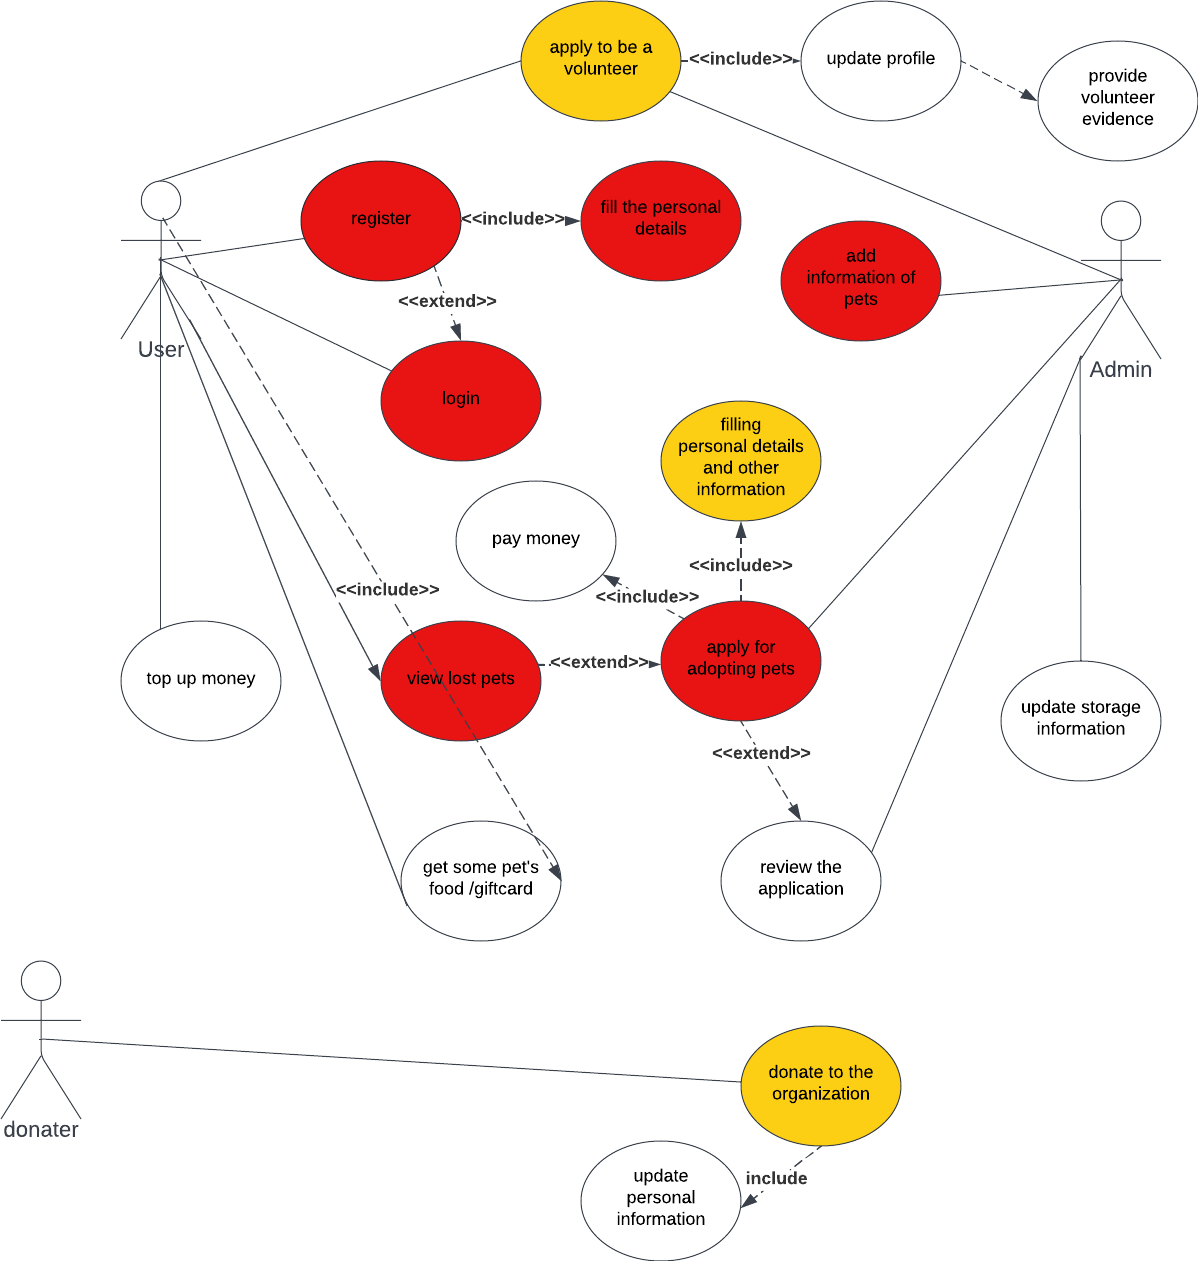 apply to be a
volunteer
<<include>>
update profile
provide
volunteer
evidence
register
<<include>>
fill the personal
details
add
information of
pets
<<extend>>
User
Admin
login
filling
personal details
and other
information
pay money
<<include>>
<<include>>
<<include>>
top up money
view lost pets
<<extend>>
apply for
adopting pets
update storage
information
<<extend>>
get some pet's
food /giftcard
review the
application
donater
donate to the
organization
include
update
personal
information